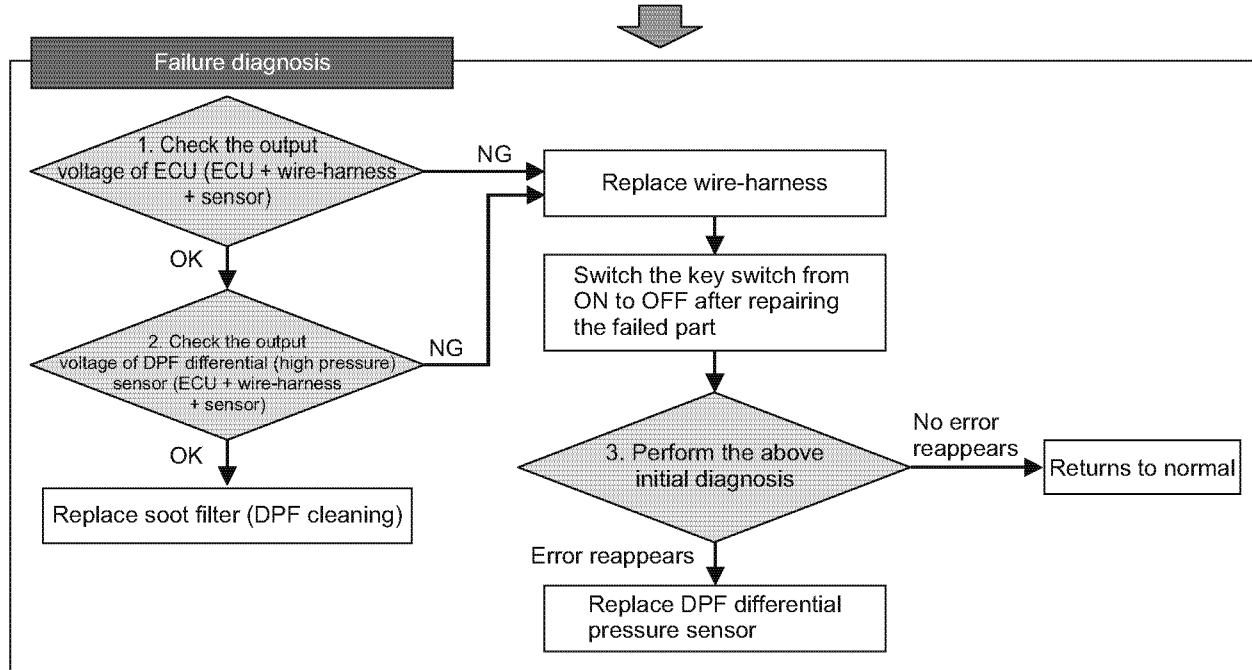 Failure diagnosis
1. Check the output
voltage of ECU (ECU + wire-harness
+ sensor)
NG
OK
2. Check the output
voltage of DPF differential (high pressure)
sensor (ECU + wire-harness
+ sensor)
NG
OK
Replace soot filter (DPF cleaning)
Replace wire-harness
Switch the key switch from
ON to OFF after repairing
the failed part
3. Perform the above
initial diagnosis
No error
reappears
Returns to normal
Error reappears
Replace DPF differential
pressure sensor